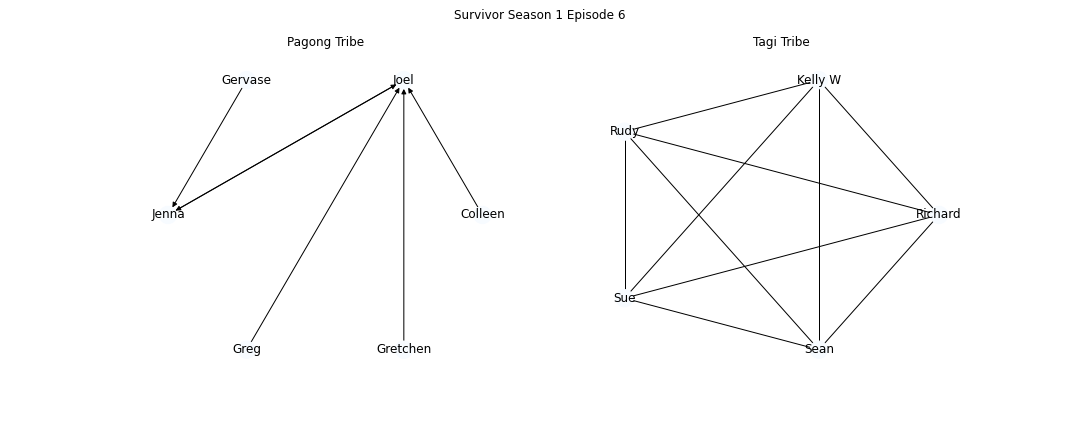 Survivor Season 1 Episode 6
Pagong Tribe
Gervase
Joel
Jenna
Colleen
Greg
Gretchen
Tagi Tribe
Kelly W
Rudy
Richard
Sue
Sean